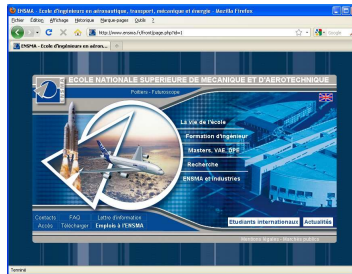 ENSMA - Ecole d'ingénieurs en aéronautique, transport, mécanique et énergie - Mozilla Firefox
Fichier Édition Affichage Historique Marque-pages Outils ?
http://www.ensma.fr/front/page.php?id=1
Google
ENSMA - Ecole d'ingénieurs en aéron...
ECOLE NATIONALE SUPERIEURE DE MECANIQUE ET D'AEROTECHNIQUE
Poitiers - Futuroscope
La vie de l'école
Formation d'ingénieur
Masters, VAE, DPE
Recherche
ENSMA et Industries
Contacts FAQ Lettre d'information
Accès Télécharger Emplois à l'ENSMA
Etudiants internationaux Actualités
Mentions légales - Marchés publics
Terminé